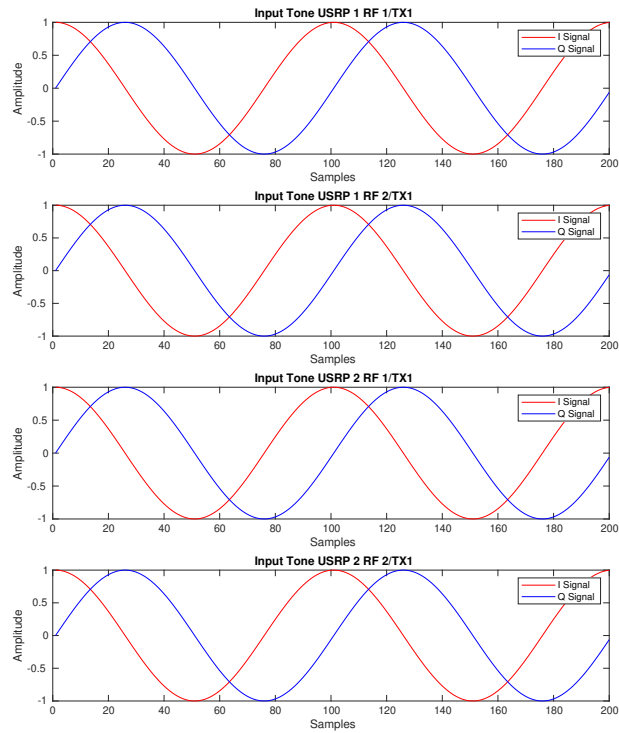 Input Tone USRP 1 RF 1/TX1
1
0.5
0
-0.5
-1
Amplitude
I Signal
Q Signal
0 20 40 60 80 100 120 140 160 180 200
Samples
Input Tone USRP 1 RF 2/TX1
1
0.5
0
-0.5
-1
Amplitude
I Signal
Q Signal
0 20 40 60 80 100 120 140 160 180 200
Samples
Input Tone USRP 2 RF 1/TX1
1
0.5
0
-0.5
-1
Amplitude
I Signal
Q Signal
0 20 40 60 80 100 120 140 160 180 200
Samples
Input Tone USRP 2 RF 2/TX1
1
0.5
0
-0.5
-1
Amplitude
I Signal
Q Signal
0 20 40 60 80 100 120 140 160 180 200
Samples